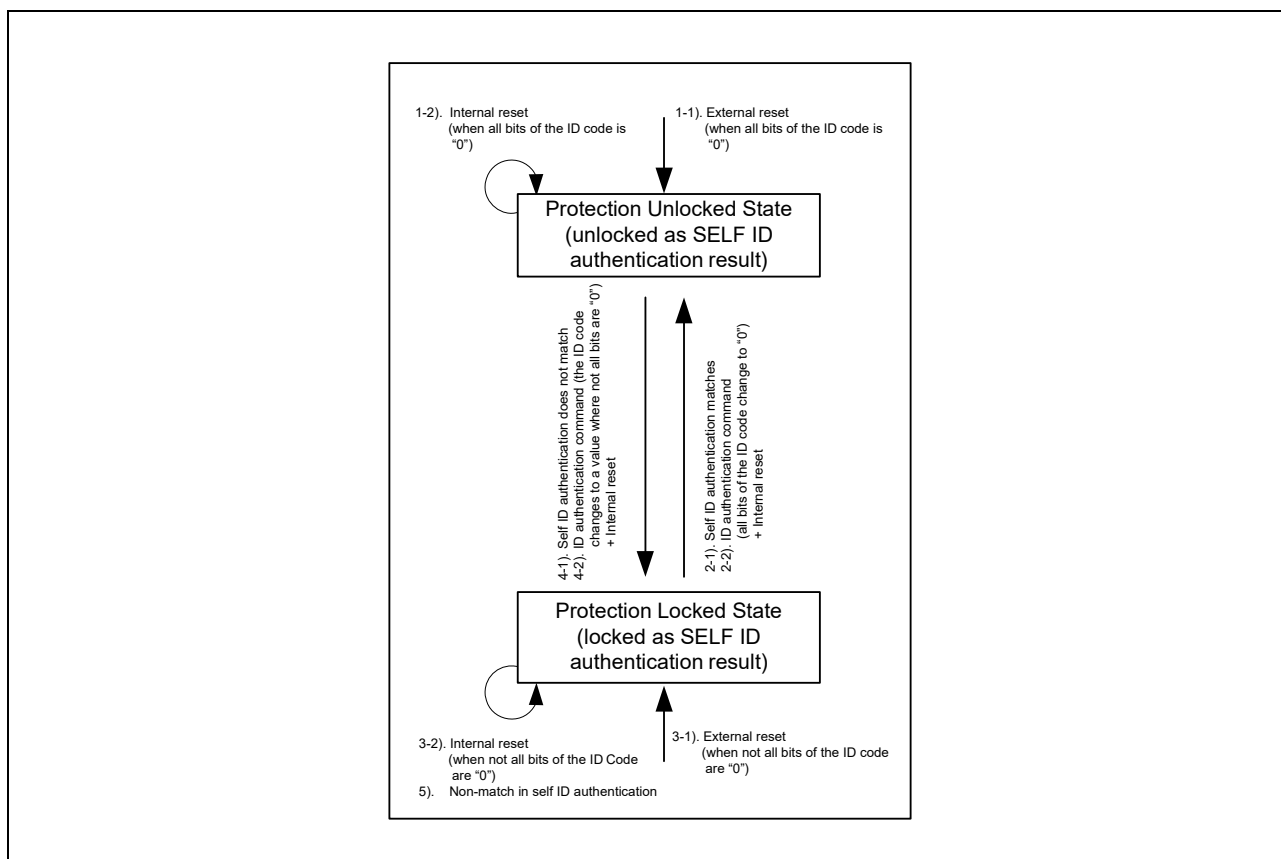 1-2). Internal reset
(when all bits of the ID code is
"0")
1-1). External reset
(when all bits of the ID code is
"0")
Protection Unlocked State
(unlocked as SELF ID
authentication result)
4-1). Self ID authentication does not match
4-2). ID authentication command (the ID code
changes to a value where not all bits are "0")
+ Internal reset
2-1). Self ID authentication matches
2-2). ID authentication command
(all bits of the ID code change to "0")
+ Internal reset
Protection Locked State
(locked as SELF ID
authentication result)
3-2). Internal reset
(when not all bits of the ID Code
are "0")
5). Non-match in self ID authentication
3-1). External reset
(when not all bits of the ID code
are "0")